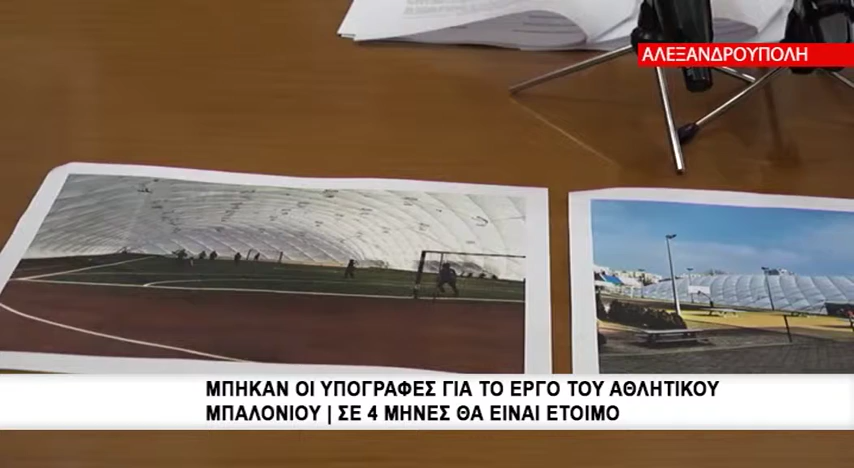 ΑΛΕΞΑΝΔΡΟΥΠΟΛΗ
ΜΠΗΚΑΝ ΟΙ ΥΠΟΓΡΑΦΕΣ ΓΙΑ ΤΟ ΕΡΓΟ ΤΟΥ ΑΘΛΗΤΙΚΟΥ
ΜΠΑΛΟΝΙΟΥ | ΣΕ 4 ΜΗΝΕΣ ΘΑ ΕΙΝΑΙ ΕΤΟΙΜΟ